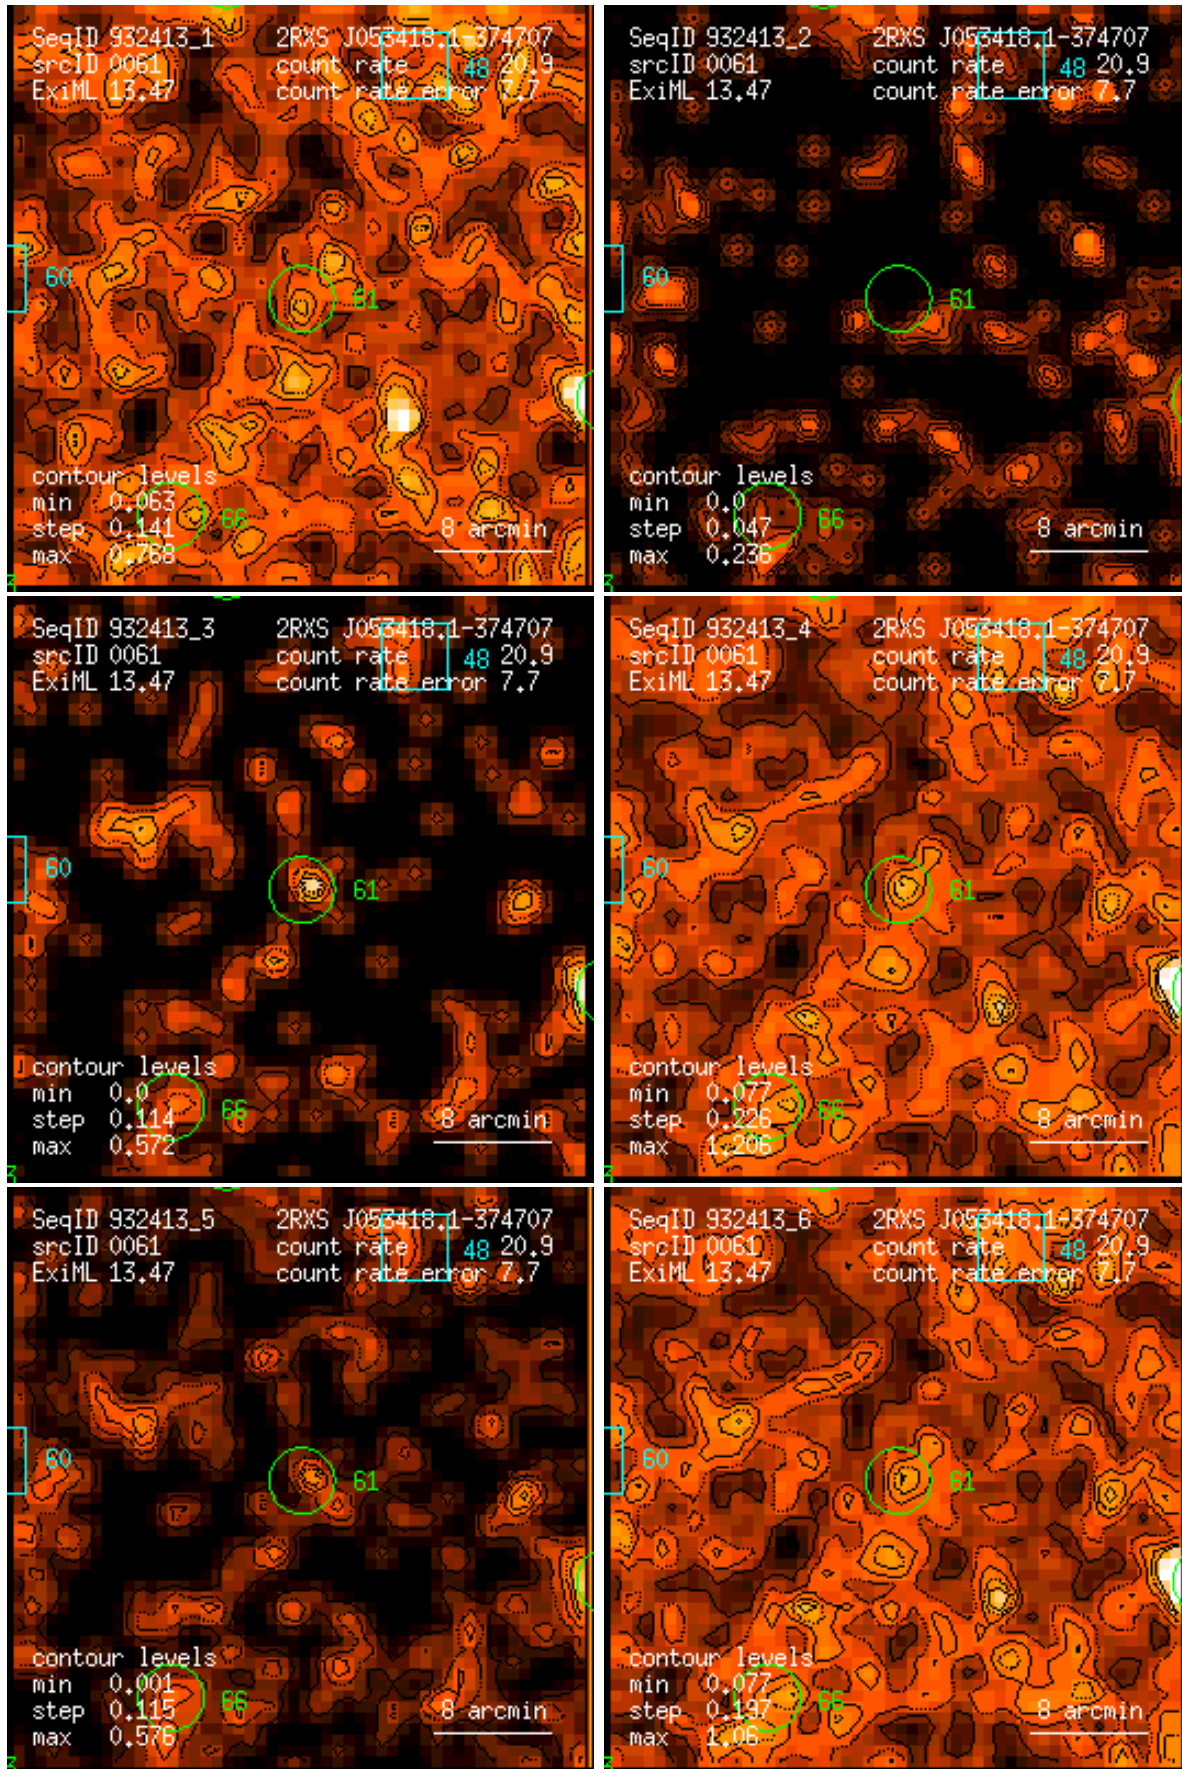 SeqID 932413_1 2RXS J053418.1-374707
srcID 0061 count rate 48 20.9
ExiML 13.47 count rate error 7.7
60
61
contour levels
min 0.063
step 0.141 66 8 arcmin
max 0.768
3
SeqID 932413_2 2RXS J053418.1-374707
srcID 0061 count rate 48 20.9
ExiML 13.47 count rate error 7.7
60
61
contour levels
min 0.0
step 0.047 66 8 arcmin
max 0.236
SeqID 932413_3 2RXS J053418.1-374707
srcID 0061 count rate 48 20.9
ExiML 13.47 count rate error 7.7
60
61
contour levels
min 0.0
step 0.114 66 8 arcmin
max 0.572
3
SeqID 932413_4 2RXS J053418.1-374707
srcID 0061 count rate 48 20.9
ExiML 13.47 count rate error 7.7
60
61
contour levels
min 0.077
step 0.226 66 8 arcmin
max 1.206
SeqID 932413_5 2RXS J053418.1-374707
srcID 0061 count rate 48 20.9
ExiML 13.47 count rate error 7.7
60
61
contour levels
min 0.001
step 0.115 66 8 arcmin
max 0.576
3
SeqID 932413_6 2RXS J053418.1-374707
srcID 0061 count rate 48 20.9
ExiML 13.47 count rate error 7.7
60
61
contour levels
min 0.077
step 0.197 66 8 arcmin
max 1.06